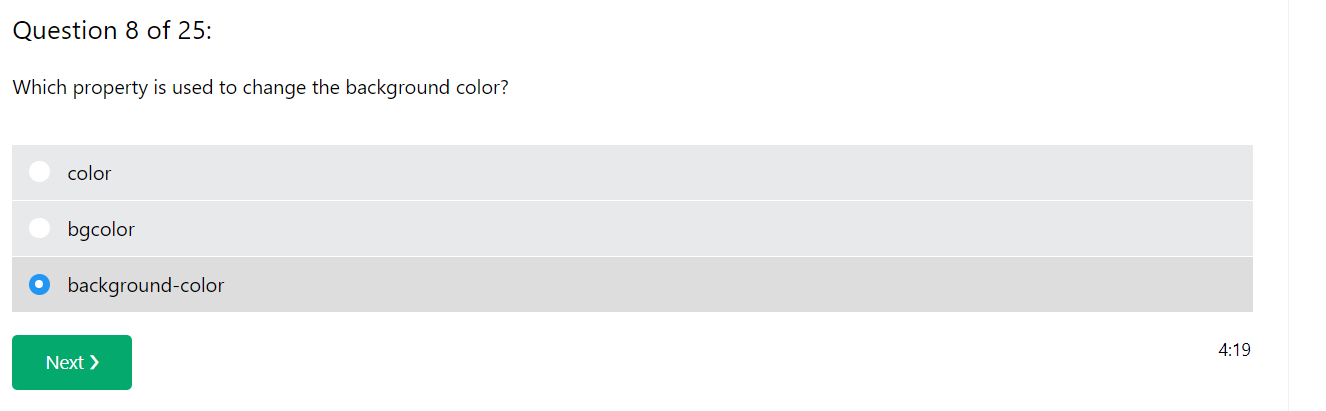 Question 8 of 25:
Which property is used to change the background color?
color
bgcolor
background-color
Next ❯
4:19